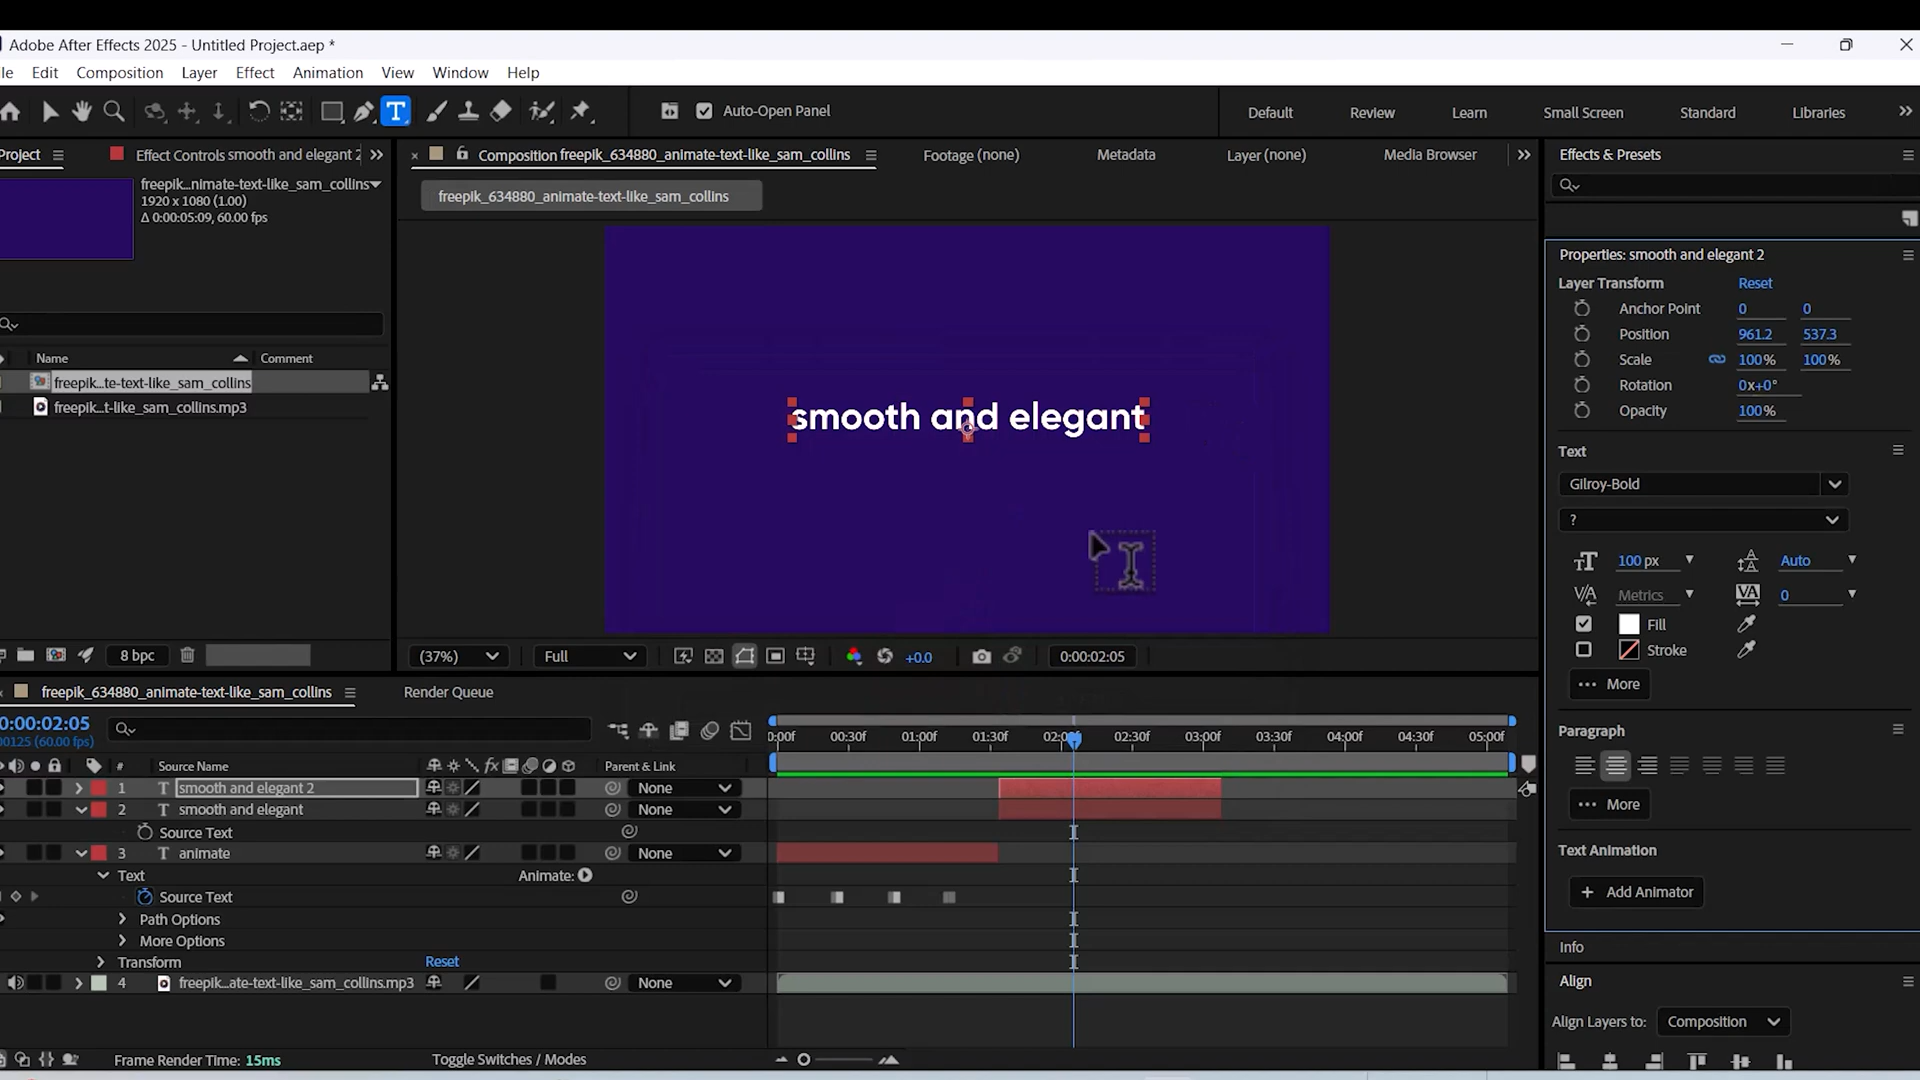 Adobe After Effects 2025 - Untitled Project.aep *
le Edit Composition Layer Effect Animation View Window Help
T Auto-Open Panel Default Review Learn Small Screen Standard Libraries
Project Effect Controls smooth and elegant 2 Composition freepik_634880_animate-text-like_sam_collins Footage (none) Metadata Layer (none) Media Browser Effects & Presets
freepik...nimate-text-like_sam_collins
1920 x 1080 (1.00)
Δ 0:00:05:09, 60.00 fps
freepik_634880_animate-text-like_sam_collins
smooth and elegant
Name Comment
freepik...te-text-like_sam_collins
freepik...t-like_sam_collins.mp3
8 bpc
(37%) Full +0.0 0:00:02:05
Properties: smooth and elegant 2
Layer Transform Reset
Anchor Point 0 0
Position 961.2 537.3
Scale 100% 100%
Rotation 0x+0°
Opacity 100%
Text
Gilroy-Bold
?
100 px Auto
Metrics 0
Fill
Stroke
More
Paragraph
More
Text Animation
+ Add Animator
Info
Align
Align Layers to: Composition
freepik_634880_animate-text-like_sam_collins Render Queue
0:00:02:05
00125 (60.00 fps)
0:00f 00:30f 01:00f 01:30f 02:00f 02:30f 03:00f 03:30f 04:00f 04:30f 05:00f
# Source Name fx Parent & Link
1 T smooth and elegant 2 None
2 T smooth and elegant None
Source Text
3 T animate None
Text Animate:
Source Text
Path Options
More Options
Transform Reset
4 freepik...ate-text-like_sam_collins.mp3 None
Frame Render Time: 15ms Toggle Switches / Modes